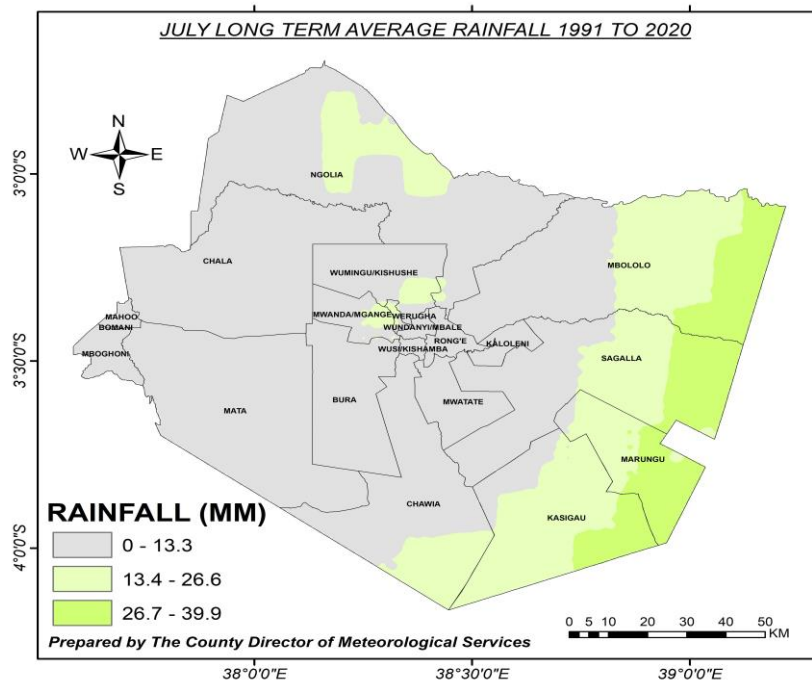 JULY LONG TERM AVERAGE RAINFALL 1991 TO 2020
N
W E
S
3°0'0"S
3°30'0"S
4°0'0"S
NGOLIA
CHALA
MBOLOLO
WUMINGU/KISHUSHE
MAHOO
BOMANI
MBOGHONI
MWANDA/MGANGE
WERUGHA
WUNDANYI/MBALE
WUSI/KISHAMBA
RONG'E
KALOLENI
SAGALLA
MATA
BURA
MWATATE
MARUNGU
CHAWIA
KASIGAU
RAINFALL (MM)
0 - 13.3
13.4 - 26.6
26.7 - 39.9
Prepared by The County Director of Meteorological Services
0 5 10 20 30 40 50
KM
38°0'0"E 38°30'0"E 39°0'0"E